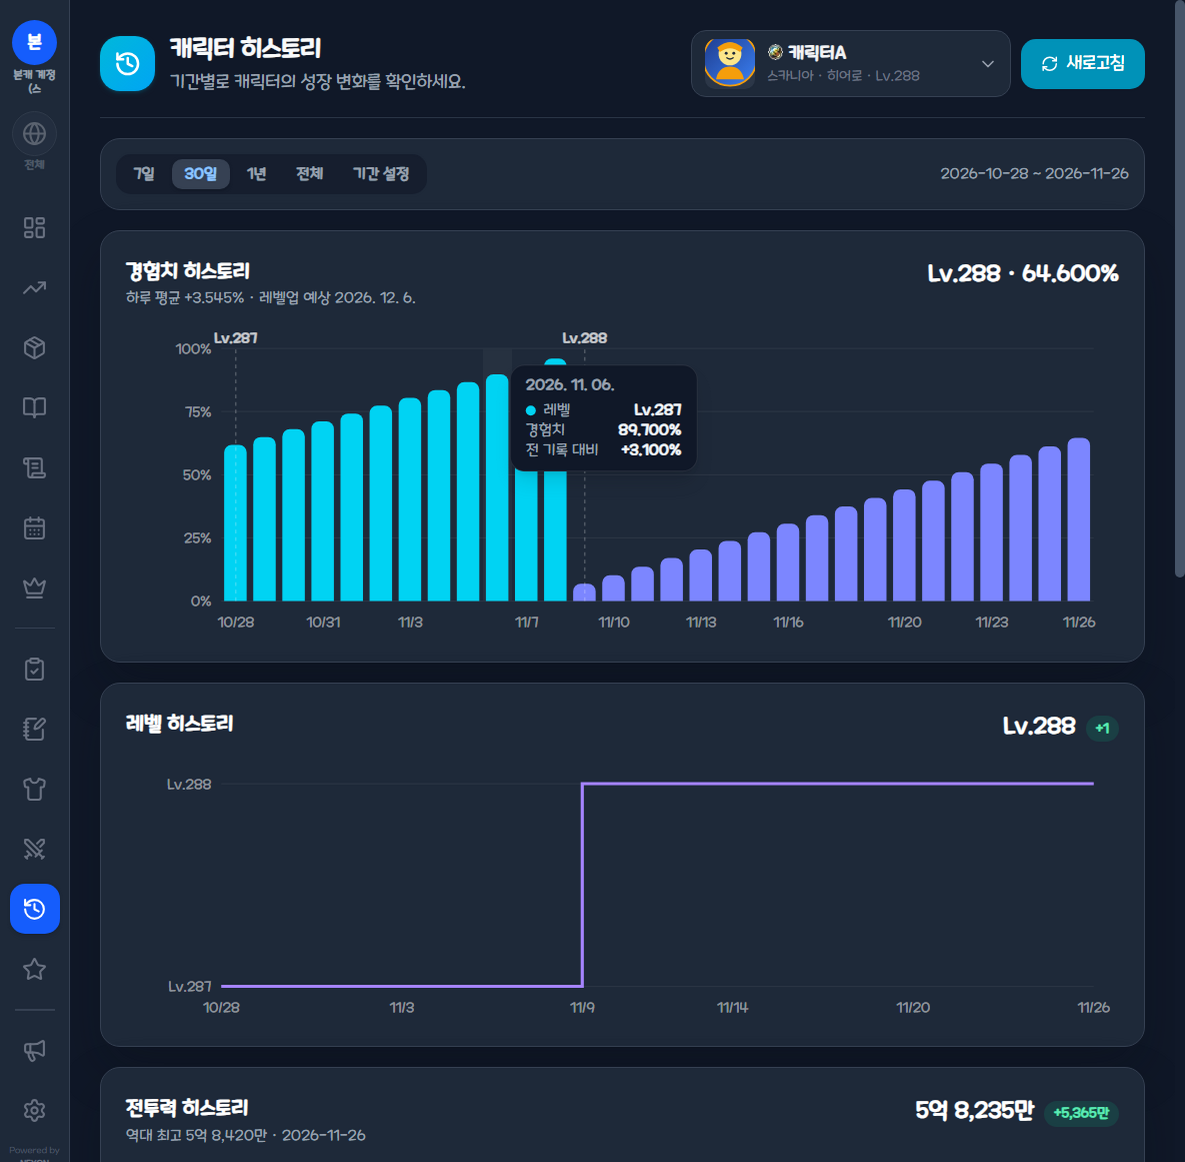 본
본캐 계정
(스
전체
캐릭터 히스토리
기간별로 캐릭터의 성장 변화를 확인하세요.
캐릭터A
스카니아 · 히어로 · Lv.288
새로고침
7일
30일
1년
전체
기간 설정
2026-10-28 ~ 2026-11-26
경험치 히스토리
하루 평균 +3.545% · 레벨업 예상 2026. 12. 6.
Lv.288 · 64.600%
Lv.287
Lv.288
100%
75%
50%
25%
0%
2026. 11. 06.
레벨 Lv.287
경험치 89.700%
전 기록 대비 +3.100%
10/28
10/31
11/3
11/7
11/10
11/13
11/16
11/20
11/23
11/26
레벨 히스토리
Lv.288 +1
Lv.288
Lv.287
10/28
11/3
11/9
11/14
11/20
11/26
전투력 히스토리
역대 최고 5억 8,420만 · 2026-11-26
5억 8,235만 +5,365만
Powered by